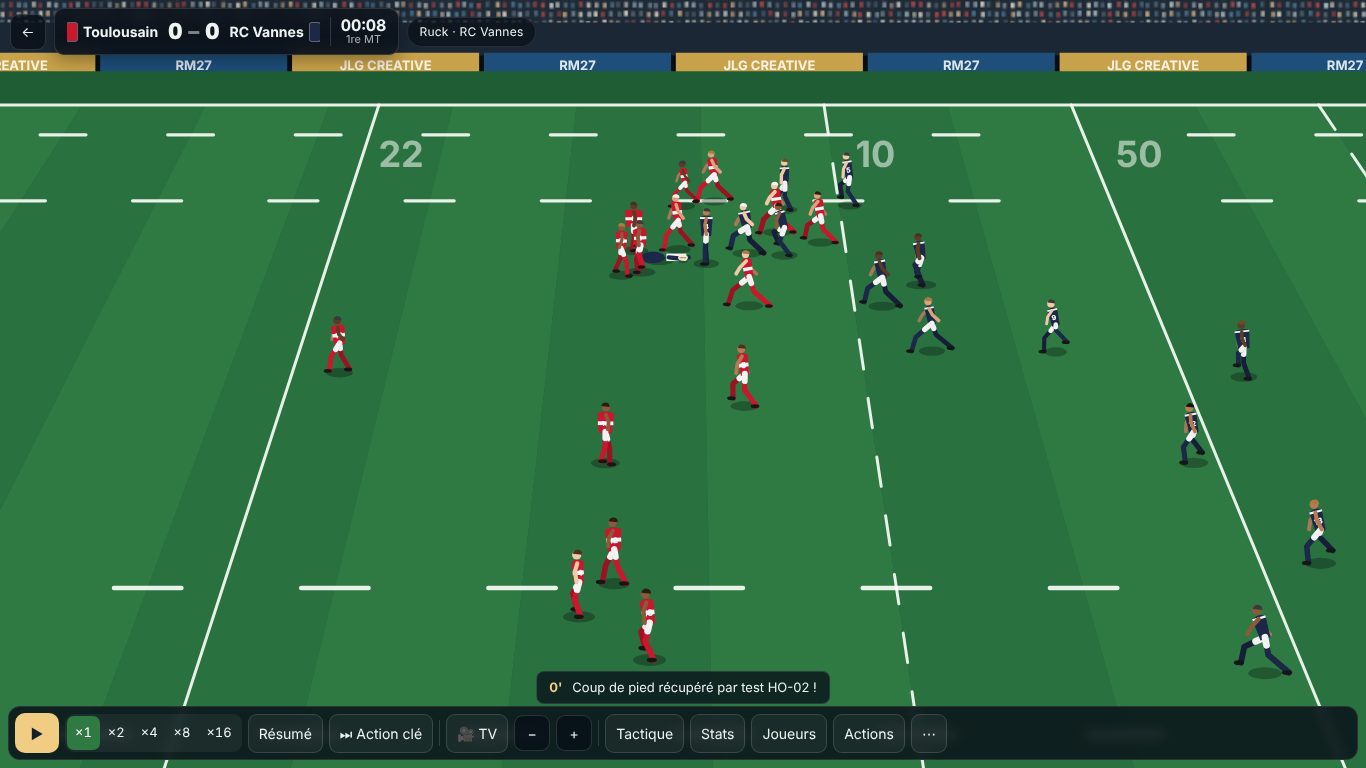 ←
Toulousain 0 – 0 RC Vannes
00:08
1re MT
Ruck · RC Vannes
EATIVE
RM27
JLG CREATIVE
RM27
JLG CREATIVE
RM27
JLG CREATIVE
RM27
22
10
50
9
0' Coup de pied récupéré par test HO-02 !
×1 ×2 ×4 ×8 ×16
Résumé
Action clé
TV
−
+
Tactique
Stats
Joueurs
Actions
⋯